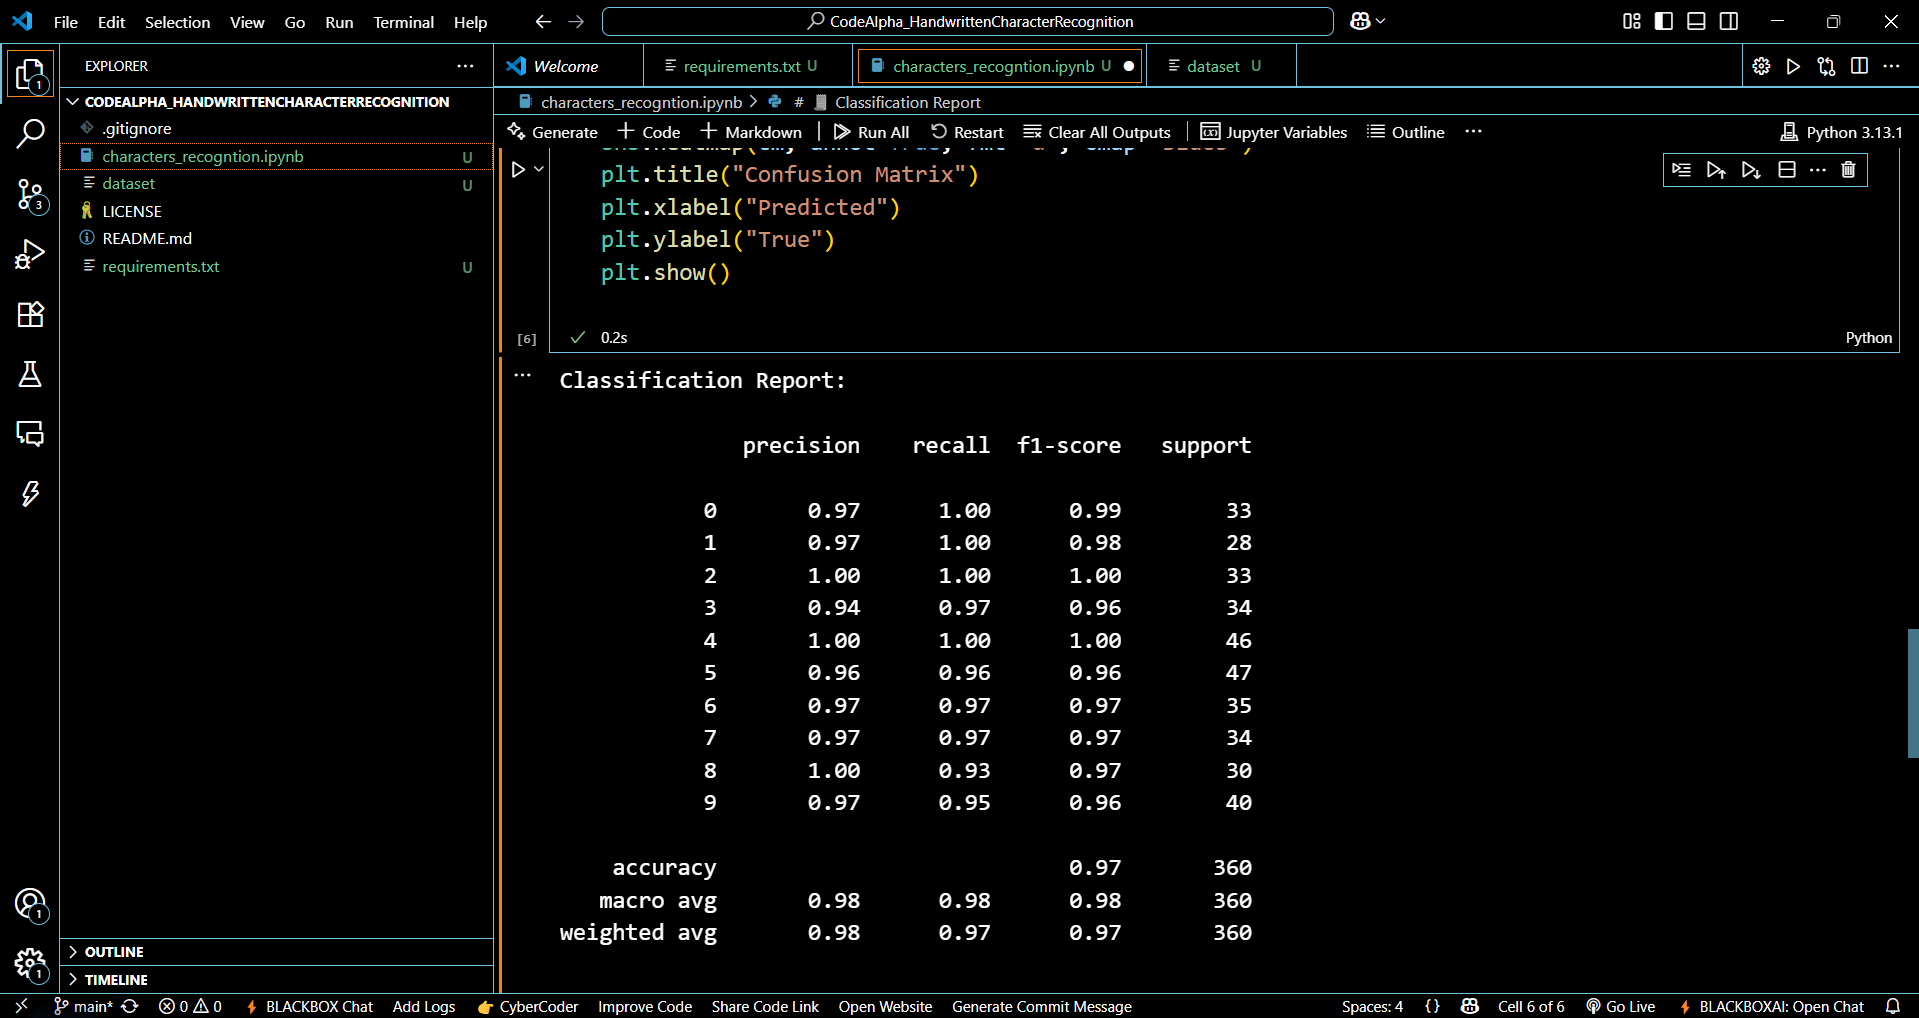 File Edit Selection View Go Run Terminal Help
CodeAlpha_HandwrittenCharacterRecognition
EXPLORER
Welcome
requirements.txt U
characters_recogntion.ipynb U
dataset U
CODEALPHA_HANDWRITTENCHARACTERRECOGNITION
.gitignore
characters_recogntion.ipynb U
dataset U
LICENSE
README.md
requirements.txt U
OUTLINE
TIMELINE
characters_recogntion.ipynb > # Classification Report
Generate + Code + Markdown Run All Restart Clear All Outputs Jupyter Variables Outline ... Python 3.13.1
plt.title("Confusion Matrix")
plt.xlabel("Predicted")
plt.ylabel("True")
plt.show()
[6] 0.2s Python
Classification Report:
precision recall f1-score support
0 0.97 1.00 0.99 33
1 0.97 1.00 0.98 28
2 1.00 1.00 1.00 33
3 0.94 0.97 0.96 34
4 1.00 1.00 1.00 46
5 0.96 0.96 0.96 47
6 0.97 0.97 0.97 35
7 0.97 0.97 0.97 34
8 1.00 0.93 0.97 30
9 0.97 0.95 0.96 40
accuracy 0.97 360
macro avg 0.98 0.98 0.98 360
weighted avg 0.98 0.97 0.97 360
1
3
1
1
main* 0 0 BLACKBOX Chat Add Logs CyberCoder Improve Code Share Code Link Open Website Generate Commit Message Spaces: 4 {} Cell 6 of 6 Go Live BLACKBOXAI: Open Chat